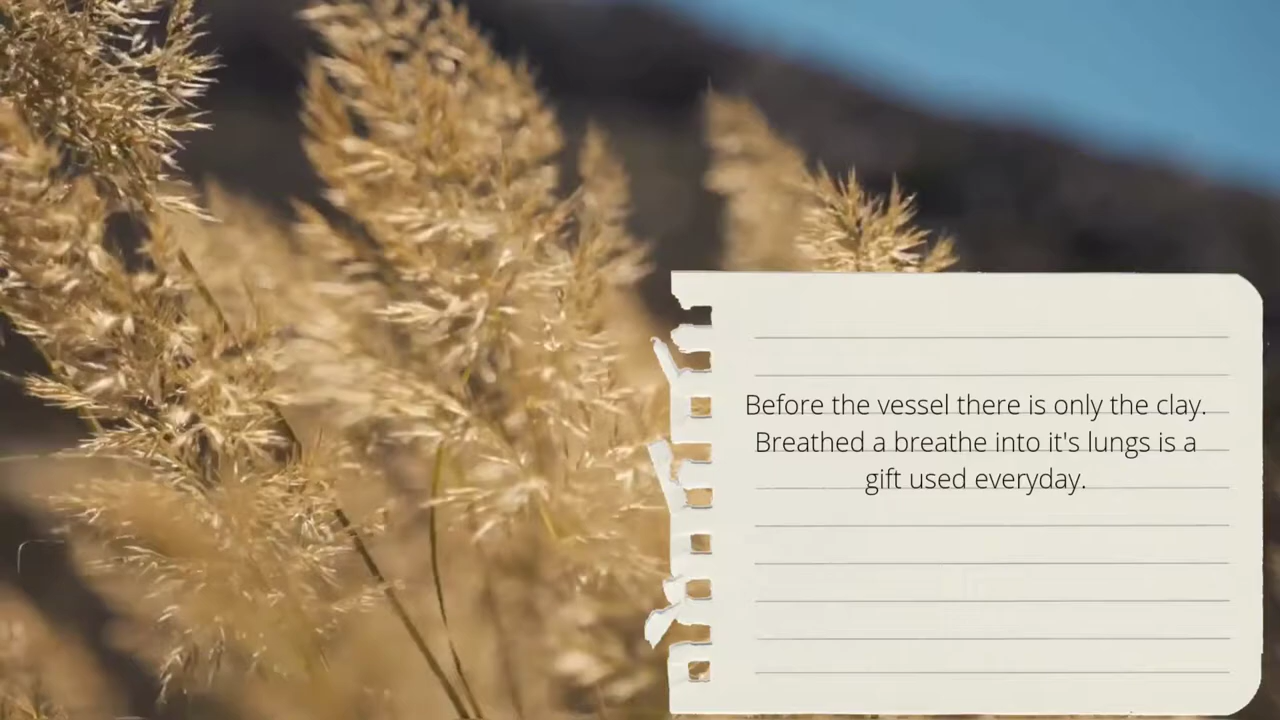 Before the vessel there is only the clay.
Breathed a breathe into it's lungs is a
gift used everyday.